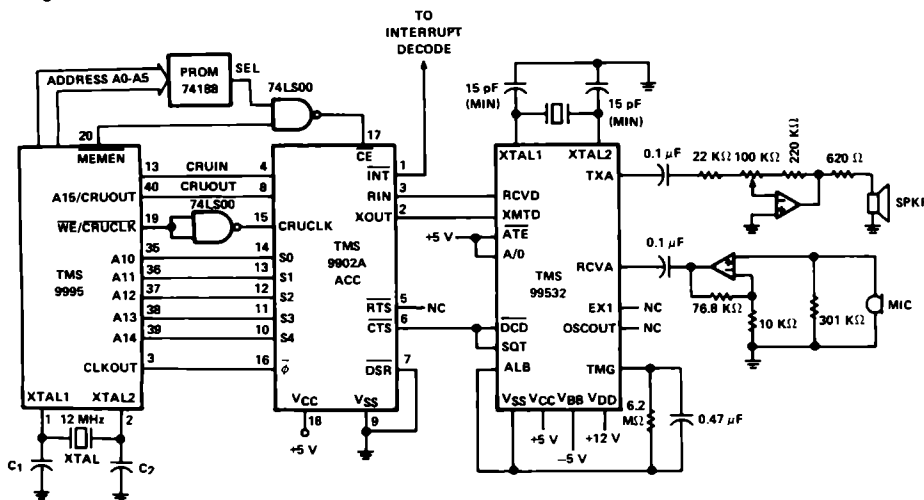 TO
INTERRUPT
DECODE
ADDRESS A0-A5
PROM
74188
SEL
74LS00
20
MEMEN
17
CE
13
CRUIN
4
A15/CRUOUT
40
CRUOUT
8
WE/CRUCLK
19
74LS00
15
CRUCLK
TMS
9995
A10
35
14
S0
A11
36
13
S1
A12
37
12
S2
A13
38
11
S3
A14
39
10
S4
CLKOUT
3
16
φ
XTAL1
XTAL2
1
12 MHz
2
XTAL
C1
C2
TMS
9902A
ACC
INT
1
RIN
3
XOUT
2
RTS
5
NC
CTS
6
DSR
7
VCC
VSS
18
9
+5 V
15 pF
(MIN)
15 pF
(MIN)
XTAL1
XTAL2
TXA
RCVD
XMTD
+5 V
ATE
A/0
TMS
99532
RCVA
EX1
NC
OSCOUT
NC
DCD
SQT
ALB
TMG
VSS
VCC
VBB
VDD
+5 V
-5 V
+12 V
0.1 μF
22 KΩ
100 KΩ
220 KΩ
620 Ω
SPKR
0.1 μF
76.8 KΩ
10 KΩ
301 KΩ
MIC
6.2
MΩ
0.47 μF